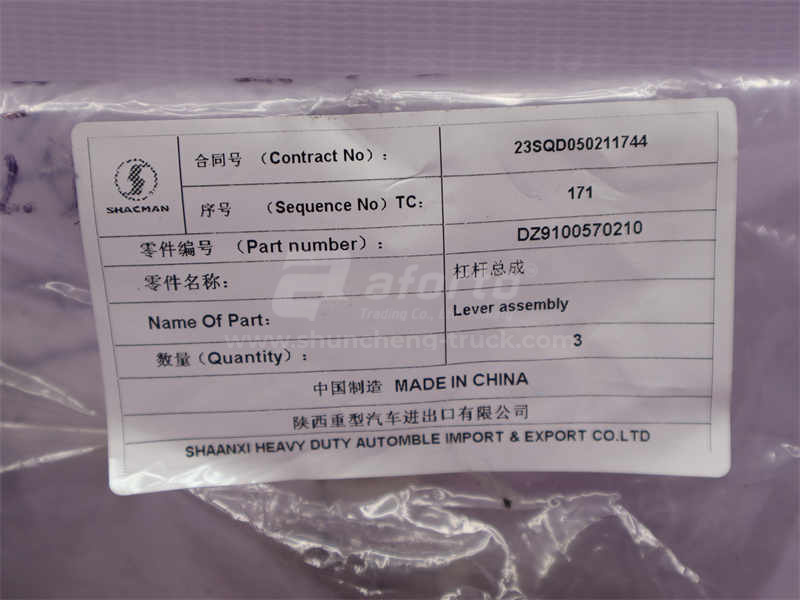 SHACMAN
合同号 （Contract No）： 23SQD050211744
序号 （Sequence No）TC： 171
零件编号 （Part number）： DZ9100570210
零件名称： 杠杆总成
Name Of Part： Lever assembly
数量（Quantity）： 3
中国制造 MADE IN CHINA
陕西重型汽车进出口有限公司
SHAANXI HEAVY DUTY AUTOMBLE IMPORT & EXPORT CO.LTD
aforto®
Trading Co.,
www.shuncheng-truck.com